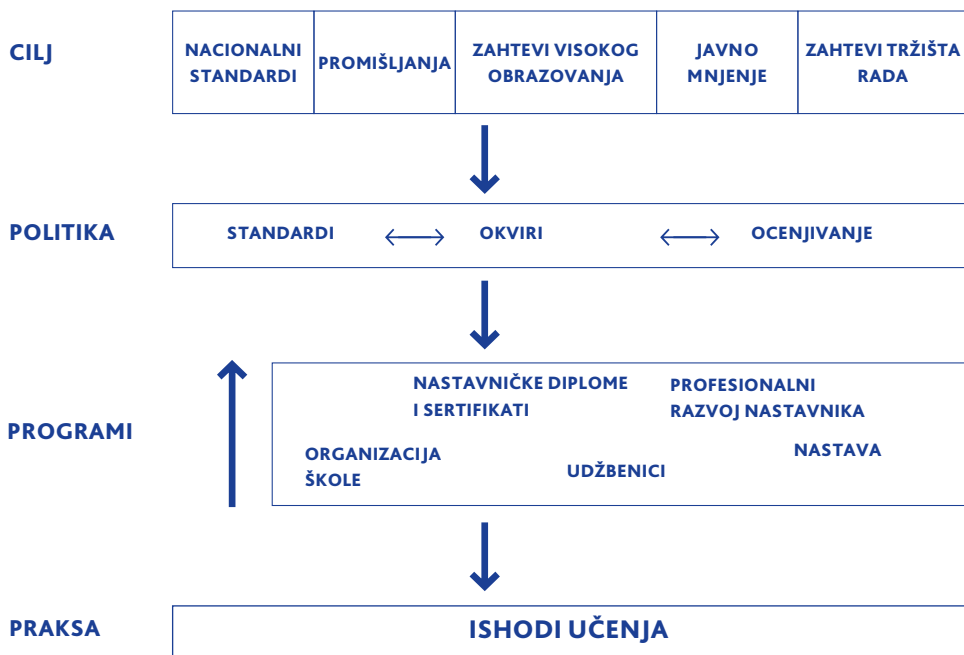 CILJ
NACIONALNI
STANDARDI
PROMIŠLJANJA
ZAHTEVI VISOKOG
OBRAZOVANJA
JAVNO
MNJENJE
ZAHTEVI TRŽIŠTA
RADA
POLITIKA
STANDARDI
OKVIRI
OCENJIVANJE
PROGRAMI
NASTAVNIČKE DIPLOME
I SERTIFIKATI
PROFESIONALNI
RAZVOJ NASTAVNIKA
ORGANIZACIJA
ŠKOLE
UDŽBENICI
NASTAVA
PRAKSA
ISHODI UČENJA